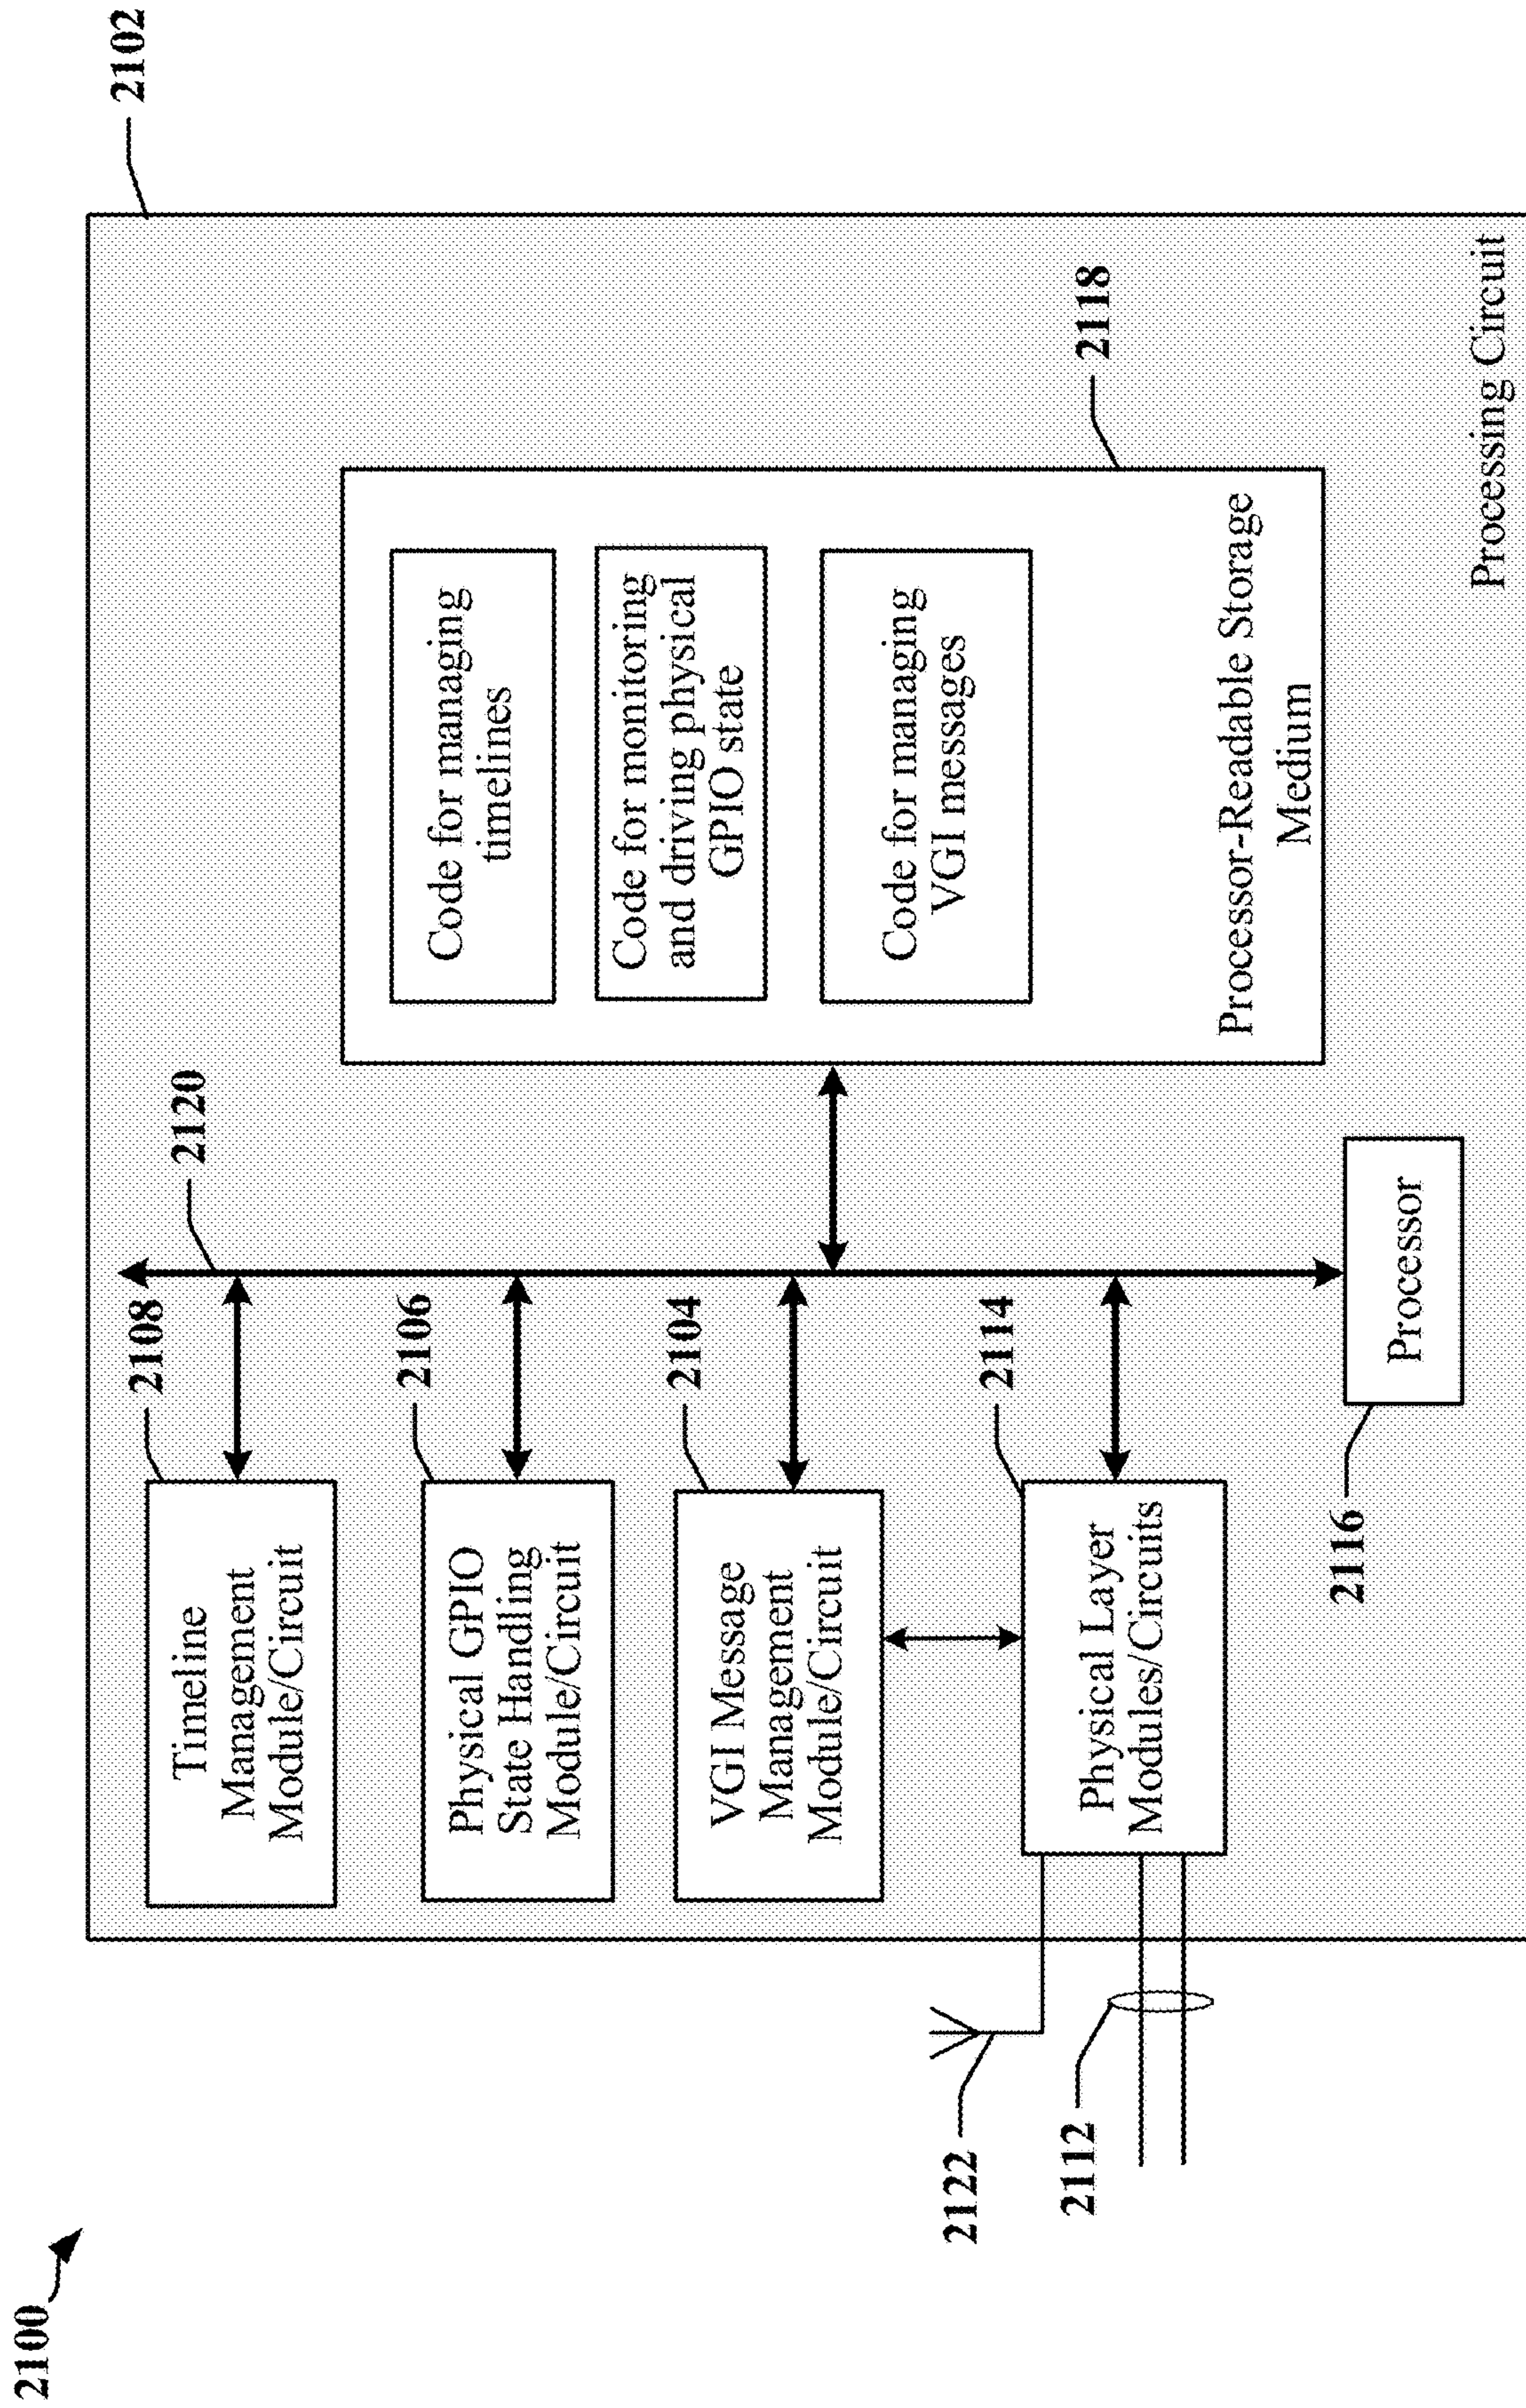 2100
2102
2108
Timeline
Management
Module/Circuit
2120
2106
Physical GPIO
State Handling
Module/Circuit
2104
VGI Message
Management
Module/Circuit
2114
Physical Layer
Modules/Circuits
2122
2112
2116
Processor
Code for managing
timelines
Code for monitoring
and driving physical
GPIO state
Code for managing
VGI messages
Processor-Readable Storage
Medium
2118
Processing Circuit